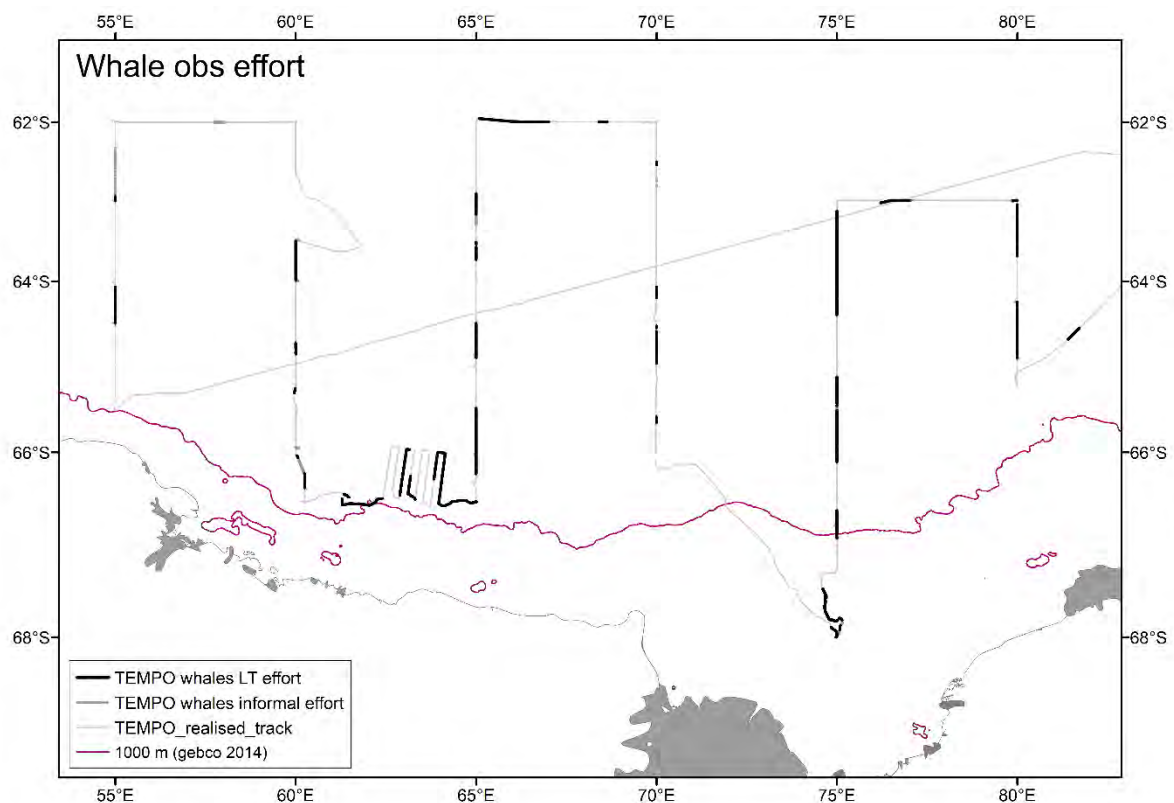 55°E 60°E 65°E 70°E 75°E 80°E
Whale obs effort
62°S 62°S
64°S 64°S
66°S 66°S
68°S 68°S
TEMPO whales LT effort
TEMPO whales informal effort
TEMPO_realised_track
1000 m (gebco 2014)
55°E 60°E 65°E 70°E 75°E 80°E